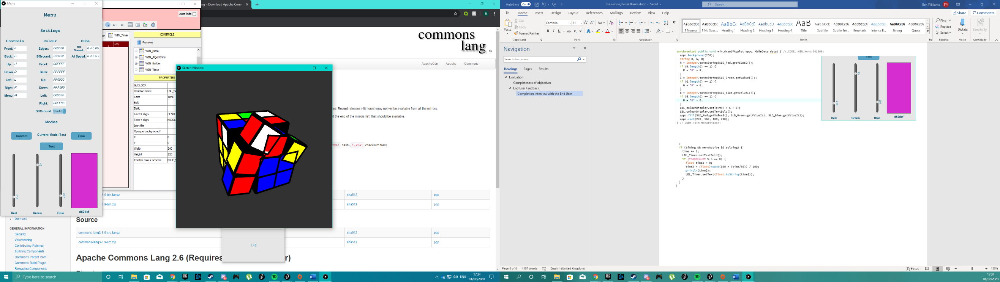 Menu
Menu
Settings
Controls Colour Cube
Front: F Edges: 000000 Ro Speed: 0 < 0.05
Back: B BGround: 323232 AI Speed: 0 < 0.5 <
Up U Front: 00FFFF
Down D Back: FFFFFF
Left L Up: FF0000
Right R Down: FFA500
Menu M Left: 0000FF
Right: 00FF00
DBGround: Starfie
Modes
Custom Current Mode: Test Free
Test
213 45 207
Red Green Blue d52dcf
Auto-hide
WIN_Timer
400
CONTROLS
Remove
WIN_Menu
WIN_Algorithms
WIN_Builder
WIN_Timer
PROPERTIES
GUI LOCK
Variable Name LBL_Ti
Text TIME
Bold
Italic
Text X align CENTE
Text Y align MIDDL
Icon file
Opaque background?
X 0
Y 0
Width 240
Height 120
Control colour scheme BLUE_S
Sketch Window
1.45
ng – Download Apache Comm
commons
lang ™
ApacheCon Apache Commons
es. Recent releases (48 hours) may not yet be available from all the mirrors.
t the end of the mirrors list) that should be available.
SHA1 hash ( *.sha1 checksum files).
3.9-bin.tar.gz sha512 pgp
3.9-bin.zip sha512 pgp
Source
commons-lang3-3.9-src.tar.gz sha512 pgp
commons-lang3-3.9-src.zip sha512 pgp
Apache Commons Lang 2.6 (Requires r)
Dormant
GENERAL INFORMATION
Security
Volunteering
Contributing Patches
Building Components
Commons Parent Pom
Commons Build Plugin
Releasing Components
Type here to search
ENG
17:34
06/02/2020
AutoSave On Evaluation_BenWilliams.docx - Saved Search Ben Williams BW
File Home Insert Design Layout References Mailings Review View Help Share Comments
Paste
Cut
Copy
Format Painter
Clipboard
Cambria 11
Font
Paragraph
AaBbCcDc AaBbCcDc AaBbCc AaBbCcC AaBbCcD AaBbCcDc AaB AaBbCcC AaBbCcDc AaBbCcDc AaBbCcDc AaBbCcDc AaBbCcDc
¶ Normal ¶ No Spac... Heading 1 Heading 2 Heading 3 Heading 4 Title Subtitle Subtle Em... Emphasis Intense E... Strong Quote
Styles
Find
Replace
Select
Editing
Dictate
Voice
Sensitivity
Sensitivity
Navigation
Search document
Headings Pages Results
Evaluation
Completeness of objectives
End User Feedback
Completion Interview with the End User
synchronized public void win_draw(PApplet appc, GWinData data) { //_CODE_:WIN_Menu:941366:
appc.background(230);
String R, G, B;
R = Integer.toHexString(SLD_Red.getValueI());
if (R.length() == 1) {
R = "0" + R;
}
G = Integer.toHexString(SLD_Green.getValueI());
if (G.length() == 1) {
G = "0" + G;
}
B = Integer.toHexString(SLD_Blue.getValueI());
if (B.length() == 1) {
B = "0" + B;
}
LBL_colourDisplay.setText(R + G + B);
LBL_colourDisplay.setTextBold();
appc.fill(SLD_Red.getValueI(), SLD_Green.getValueI(), SLD_Blue.getValueI());
appc.rect(270, 560, 100, 210);
} //_CODE_:WIN_Menu:941366:
Test
213 45 207
Red Green Blue d52dcf
if (timing && menuActive && solving) {
time += 1;
LBL_Timer.setTextBold();
if (frameCount % 5 == 0) {
float time2 = 0;
time2 = (float)round(100 * (time/60)) / 100;
println(time2);
LBL_Timer.setText(Float.toString(time2));
}
}
}
Page 8 of 8 4187 words English (United Kingdom) Focus 130%
17:34
06/02/2020